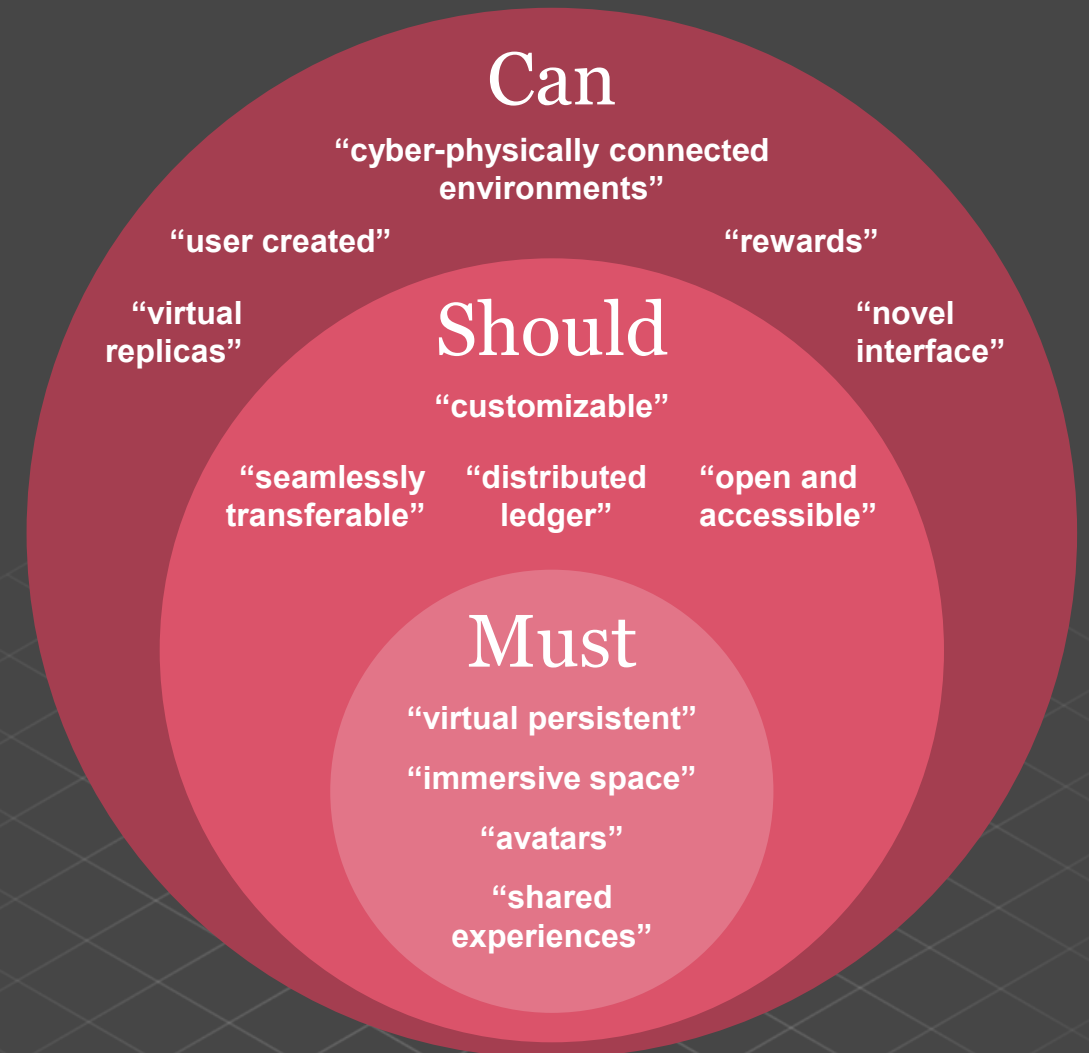 Can
“cyber-physically connected
environments”
“user created”
“rewards”
“virtual
replicas”
“novel
interface”
Should
“customizable”
“seamlessly
transferable”
“distributed
ledger”
“open and
accessible”
Must
“virtual persistent”
“immersive space”
“avatars”
“shared
experiences”